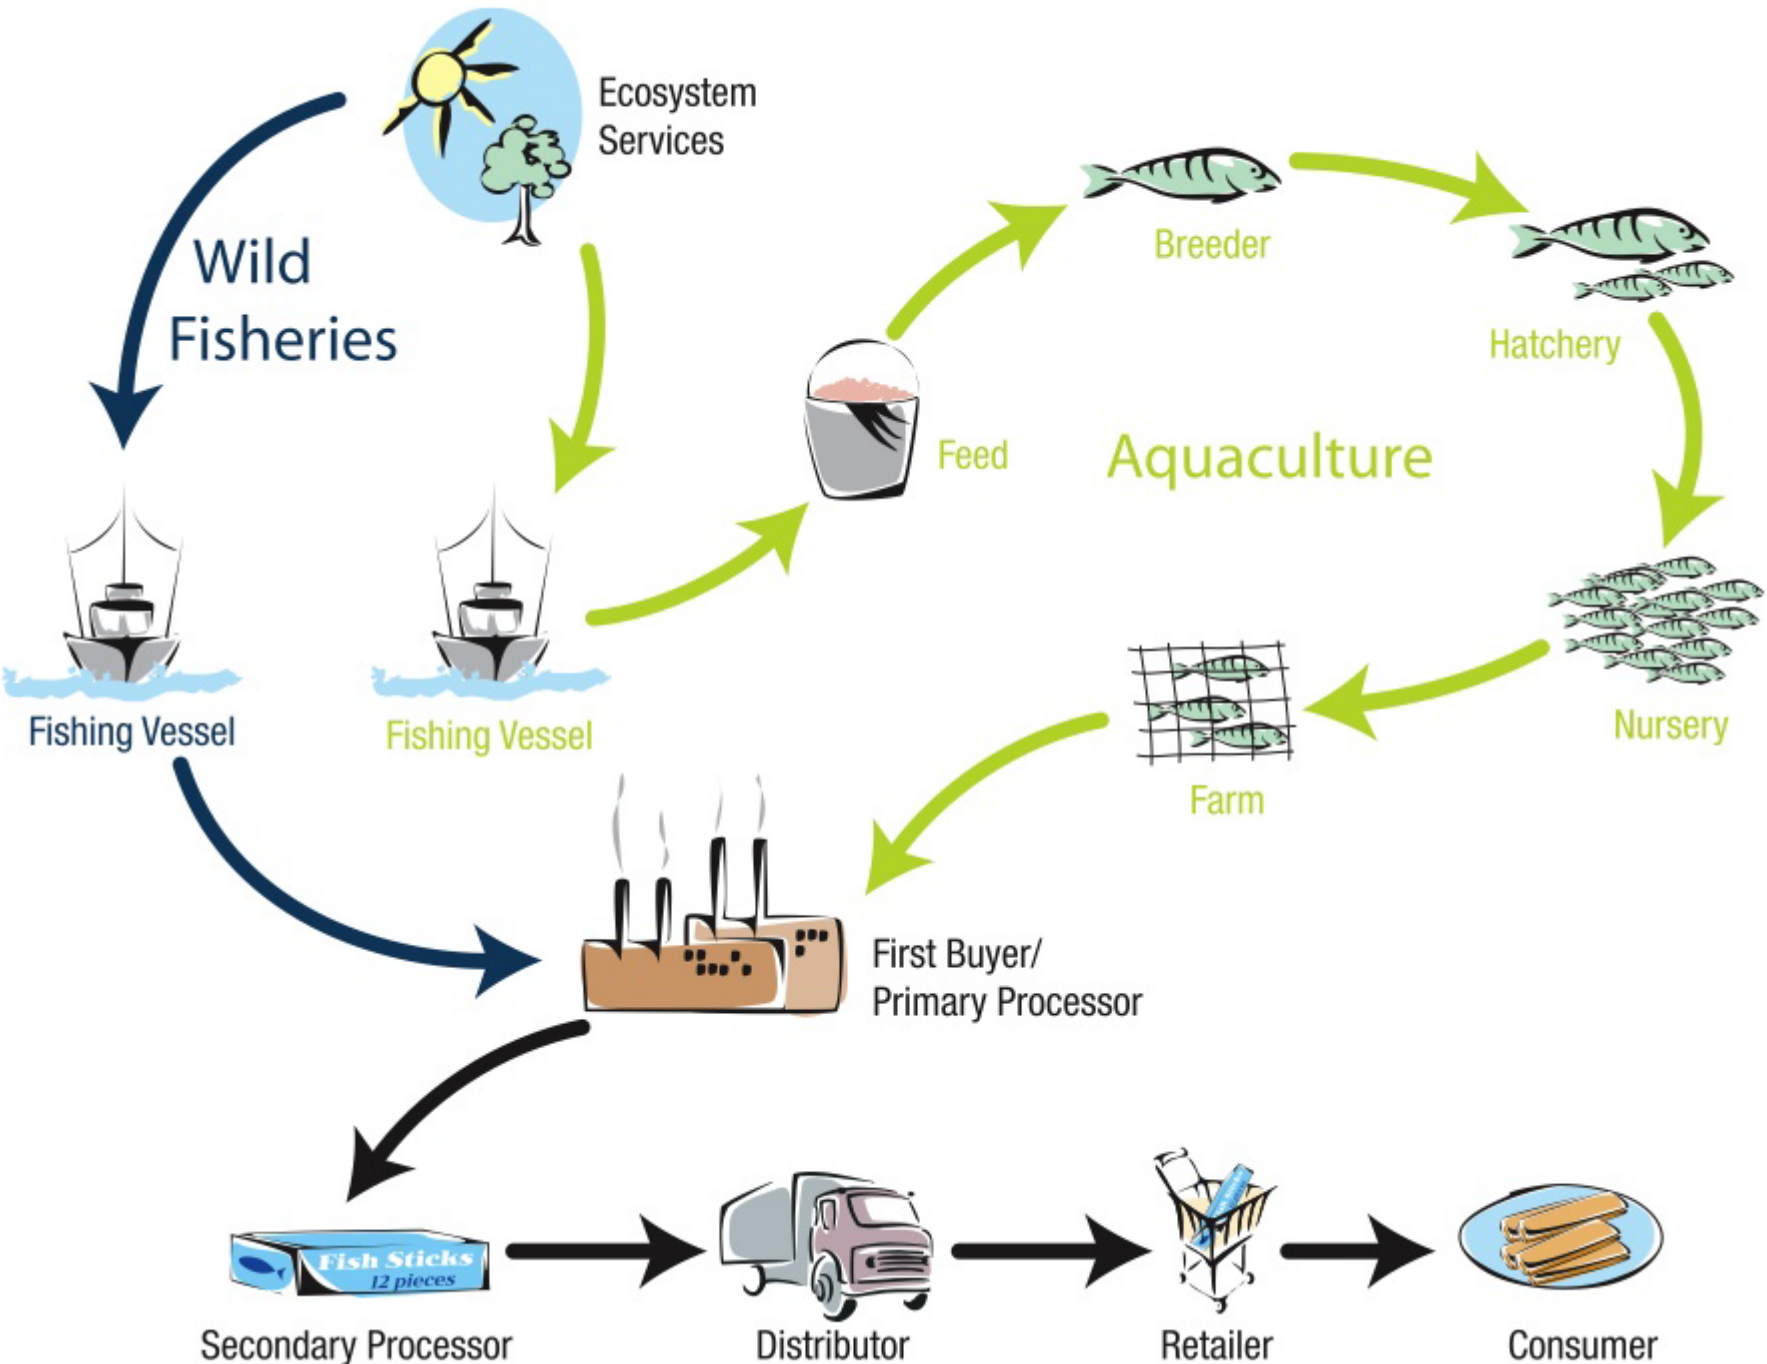 Ecosystem
Services
Wild
Fisheries
Breeder
Hatchery
Feed
Aquaculture
Fishing Vessel
Fishing Vessel
Nursery
Farm
First Buyer/
Primary Processor
Fish Sticks
12 pieces
Secondary Processor
Distributor
Retailer
Consumer